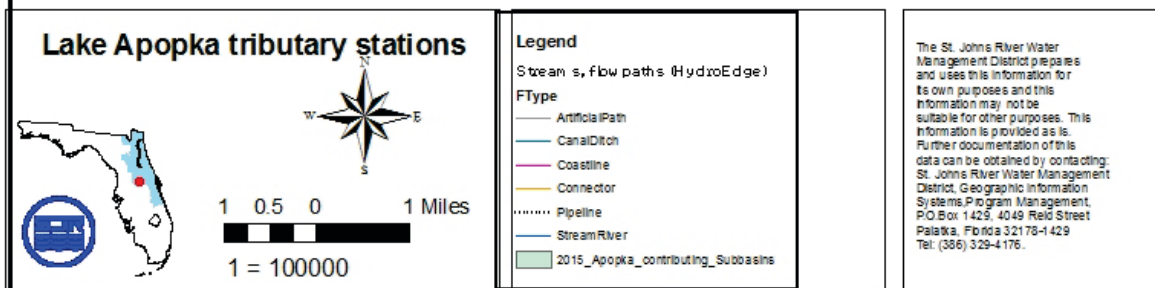 Lake Apopka tributary stations
N
W
E
S
1 0.5 0 1 Miles
1 = 100000
Legend
Streams, flow paths (HydroEdge)
FType
ArtificialPath
CanalDitch
Coastline
Connector
Pipeline
StreamRiver
2015_Apopka_contributing_Subbasins
The St. Johns River Water
Management District prepares
and uses this information for
its own purposes and this
information may not be
suitable for other purposes. This
information is provided as is.
Further documentation of this
data can be obtained by contacting:
St. Johns River Water Management
District, Geographic Information
Systems,Program Management,
P.O.Box 1429, 4049 Reid Street
Palatka, Florida 32178-1429
Tel: (386) 329-4176.